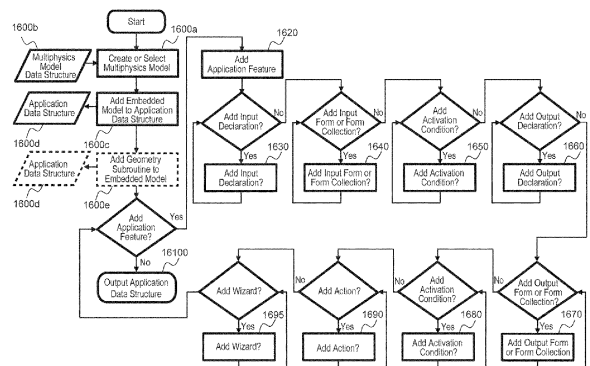 Start
1600b
1600a
Multiphysics
Model
Data Structure
Create or Select
Multiphysics Model
Application
Data Structure
Add Embedded
Model to Application
Data Structure
1600d
1600c
Application
Data Structure
Add Geometry
Subroutine to
Embedded Model
1600d
1600e
Add
Application
Feature?
Yes
No
16100
Output Application
Data Structure
1620
Add
Application Feature
Add Input
Declaration?
No
Yes
1630
Add Input
Declaration?
Add Input
Form or Form
Collection?
No
Yes
1640
Add Input Form or
Form Collection?
Add
Activation
Condition?
No
Yes
1650
Add Activation
Condition?
Add Output
Declaration?
No
Yes
1660
Add Output
Declaration?
Add Output
Form or Form
Collection?
No
Yes
1670
Add Output Form
or Form Collection
Add
Activation
Condition?
No
Yes
1680
Add Activation
Condition?
Add Action?
No
Yes
1690
Add Action?
Add Wizard?
No
Yes
1695
Add Wizard?